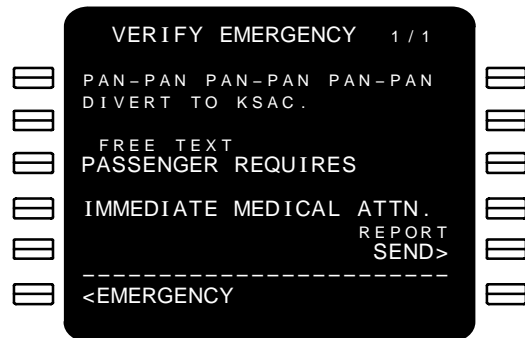 VERIFY EMERGENCY 1/1
PAN-PAN PAN-PAN PAN-PAN
DIVERT TO KSAC.
FREE TEXT
PASSENGER REQUIRES
IMMEDIATE MEDICAL ATTN.
REPORT
SEND>
------------------------
<EMERGENCY